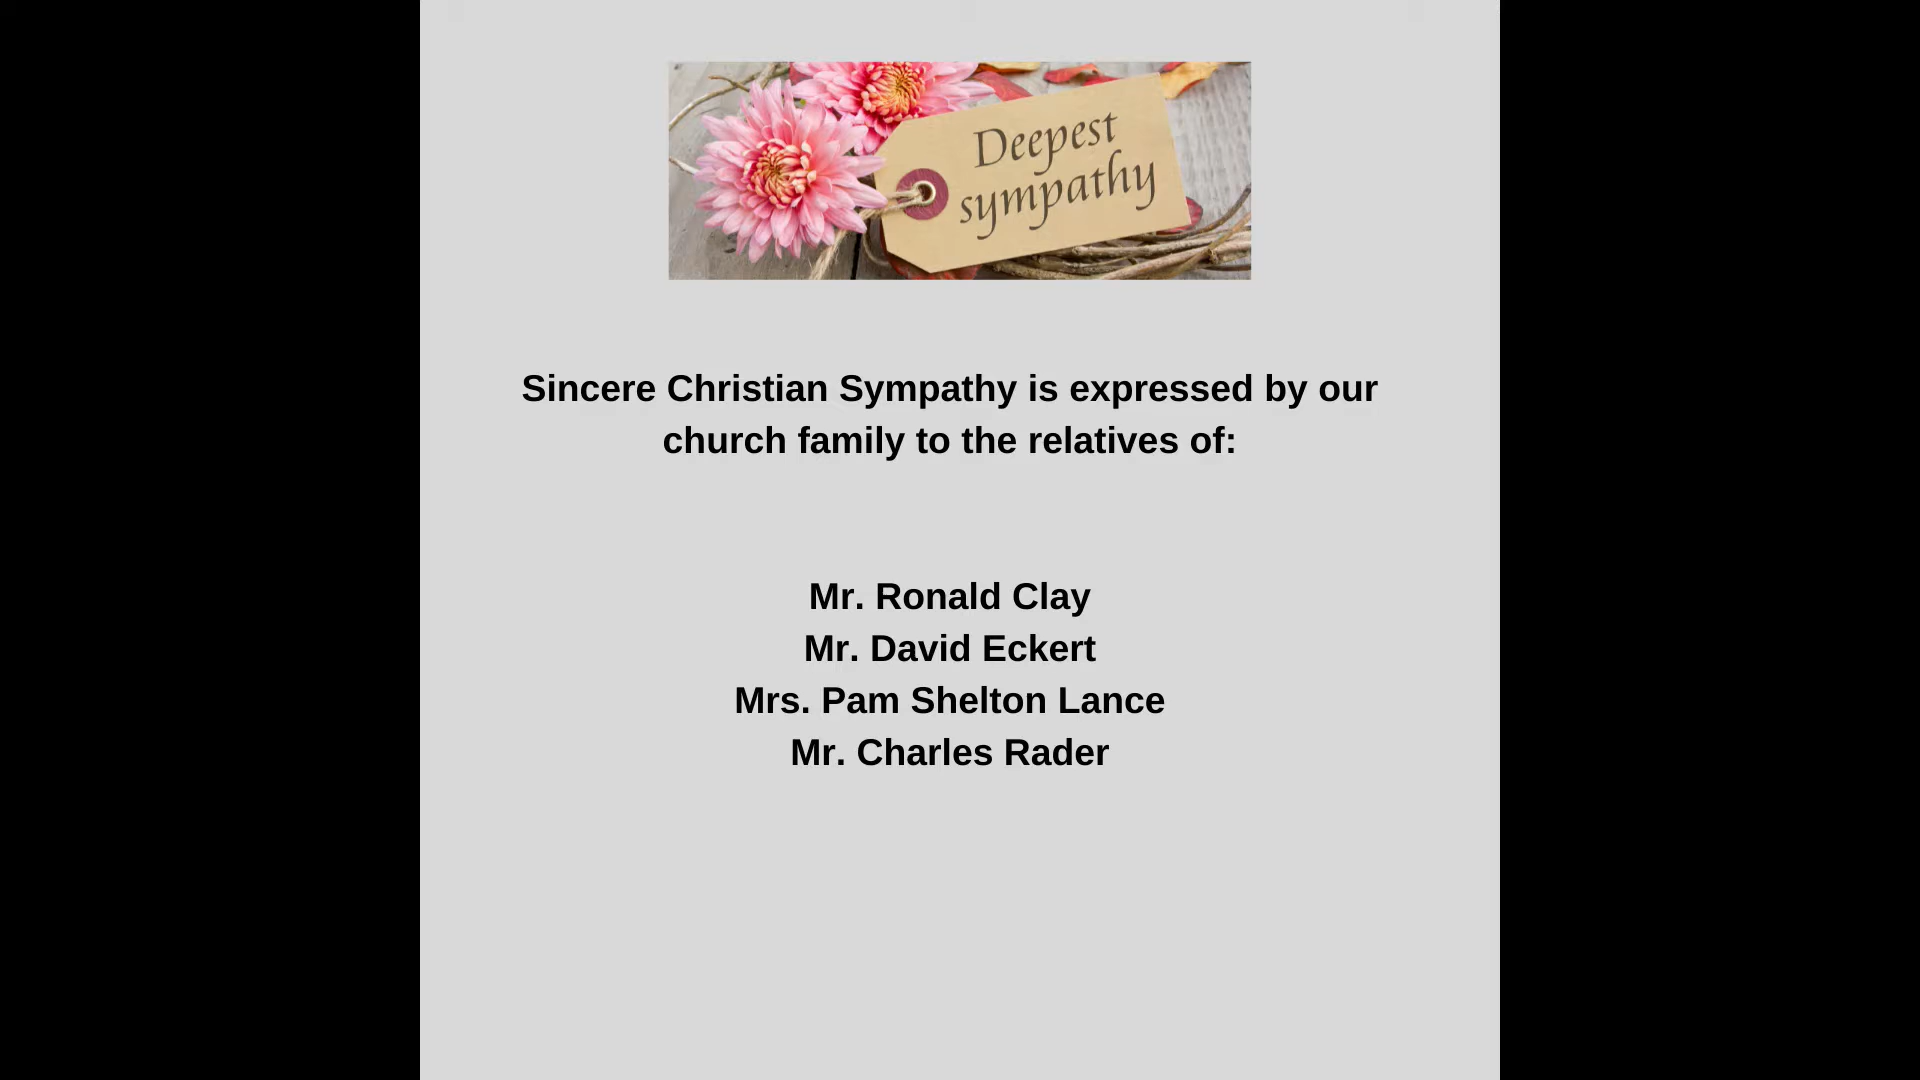 Deepest
sympathy
Sincere Christian Sympathy is expressed by our
church family to the relatives of:
Mr. Ronald Clay
Mr. David Eckert
Mrs. Pam Shelton Lance
Mr. Charles Rader